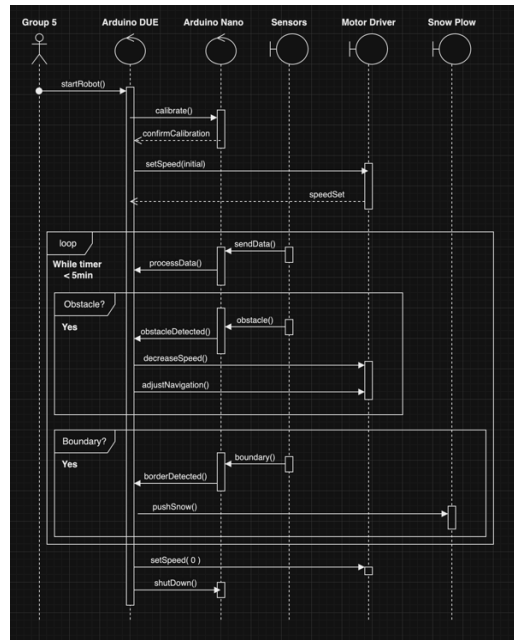 Group 5
Arduino DUE
Arduino Nano
Sensors
Motor Driver
Snow Plow
startRobot()
calibrate()
confirmCalibration
setSpeed(initial)
speedSet
loop
While timer
< 5min
sendData()
processData()
Obstacle?
Yes
obstacle()
obstacleDetected()
decreaseSpeed()
adjustNavigation()
Boundary?
Yes
boundary()
borderDetected()
pushSnow()
setSpeed( 0 )
shutDown()